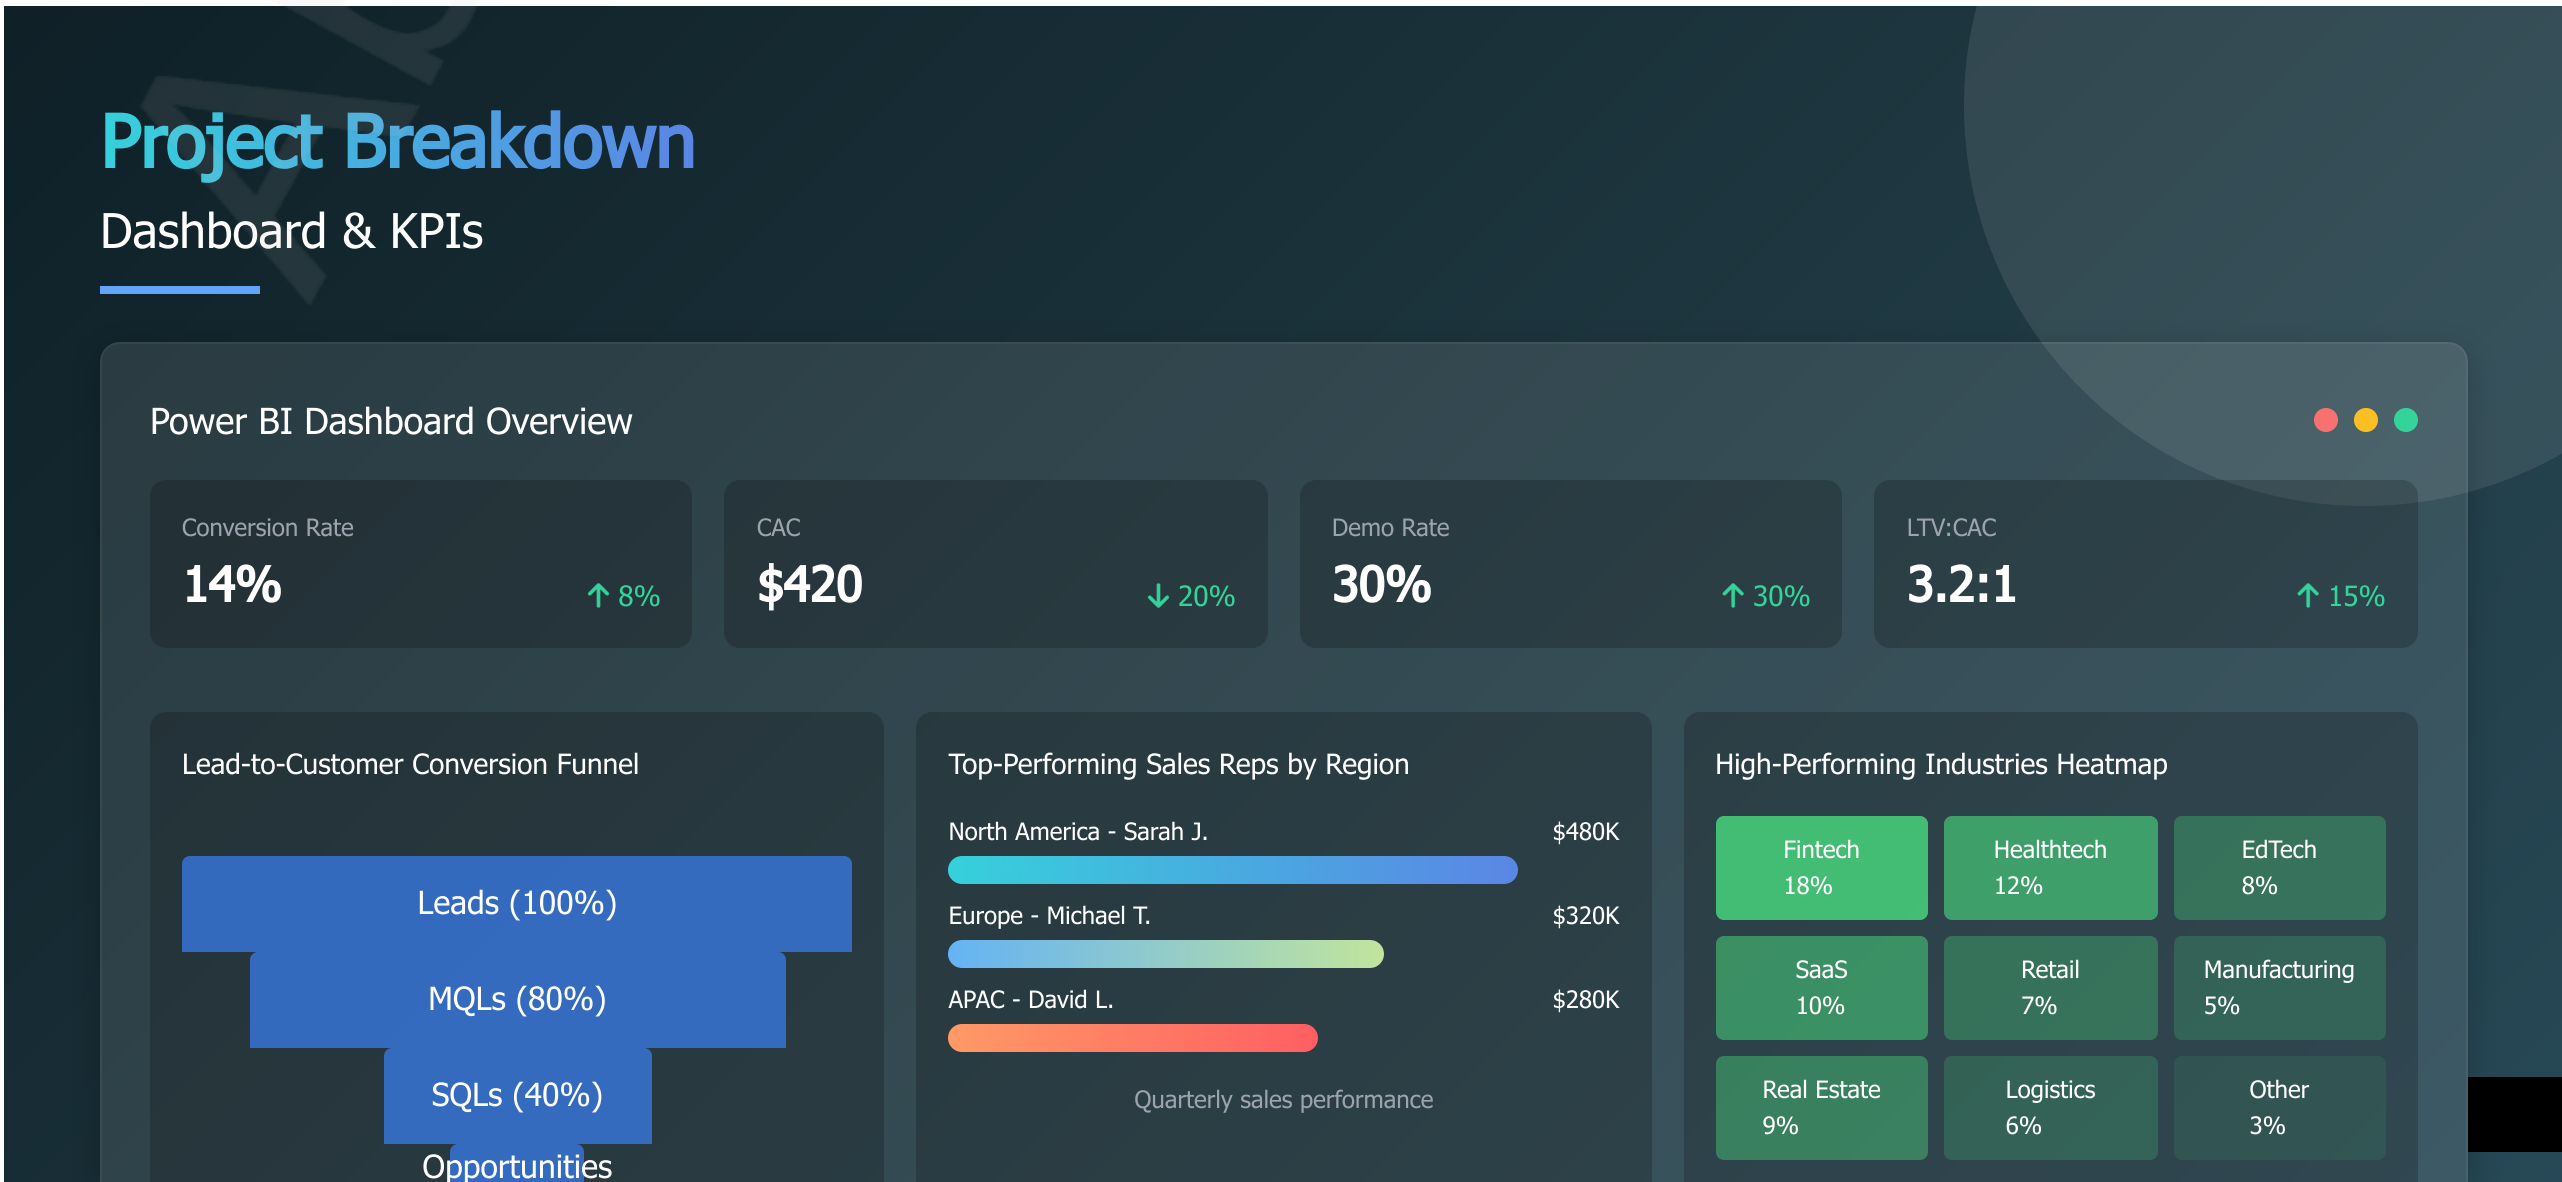 Project Breakdown
Dashboard & KPIs
Power BI Dashboard Overview
Conversion Rate
14%
↑ 8%
CAC
$420
↓ 20%
Demo Rate
30%
↑ 30%
LTV:CAC
3.2:1
↑ 15%
Lead-to-Customer Conversion Funnel
Leads (100%)
MQLs (80%)
SQLs (40%)
Opportunities
Top-Performing Sales Reps by Region
North America - Sarah J. $480K
Europe - Michael T. $320K
APAC - David L. $280K
Quarterly sales performance
High-Performing Industries Heatmap
Fintech
18%
Healthtech
12%
EdTech
8%
SaaS
10%
Retail
7%
Manufacturing
5%
Real Estate
9%
Logistics
6%
Other
3%